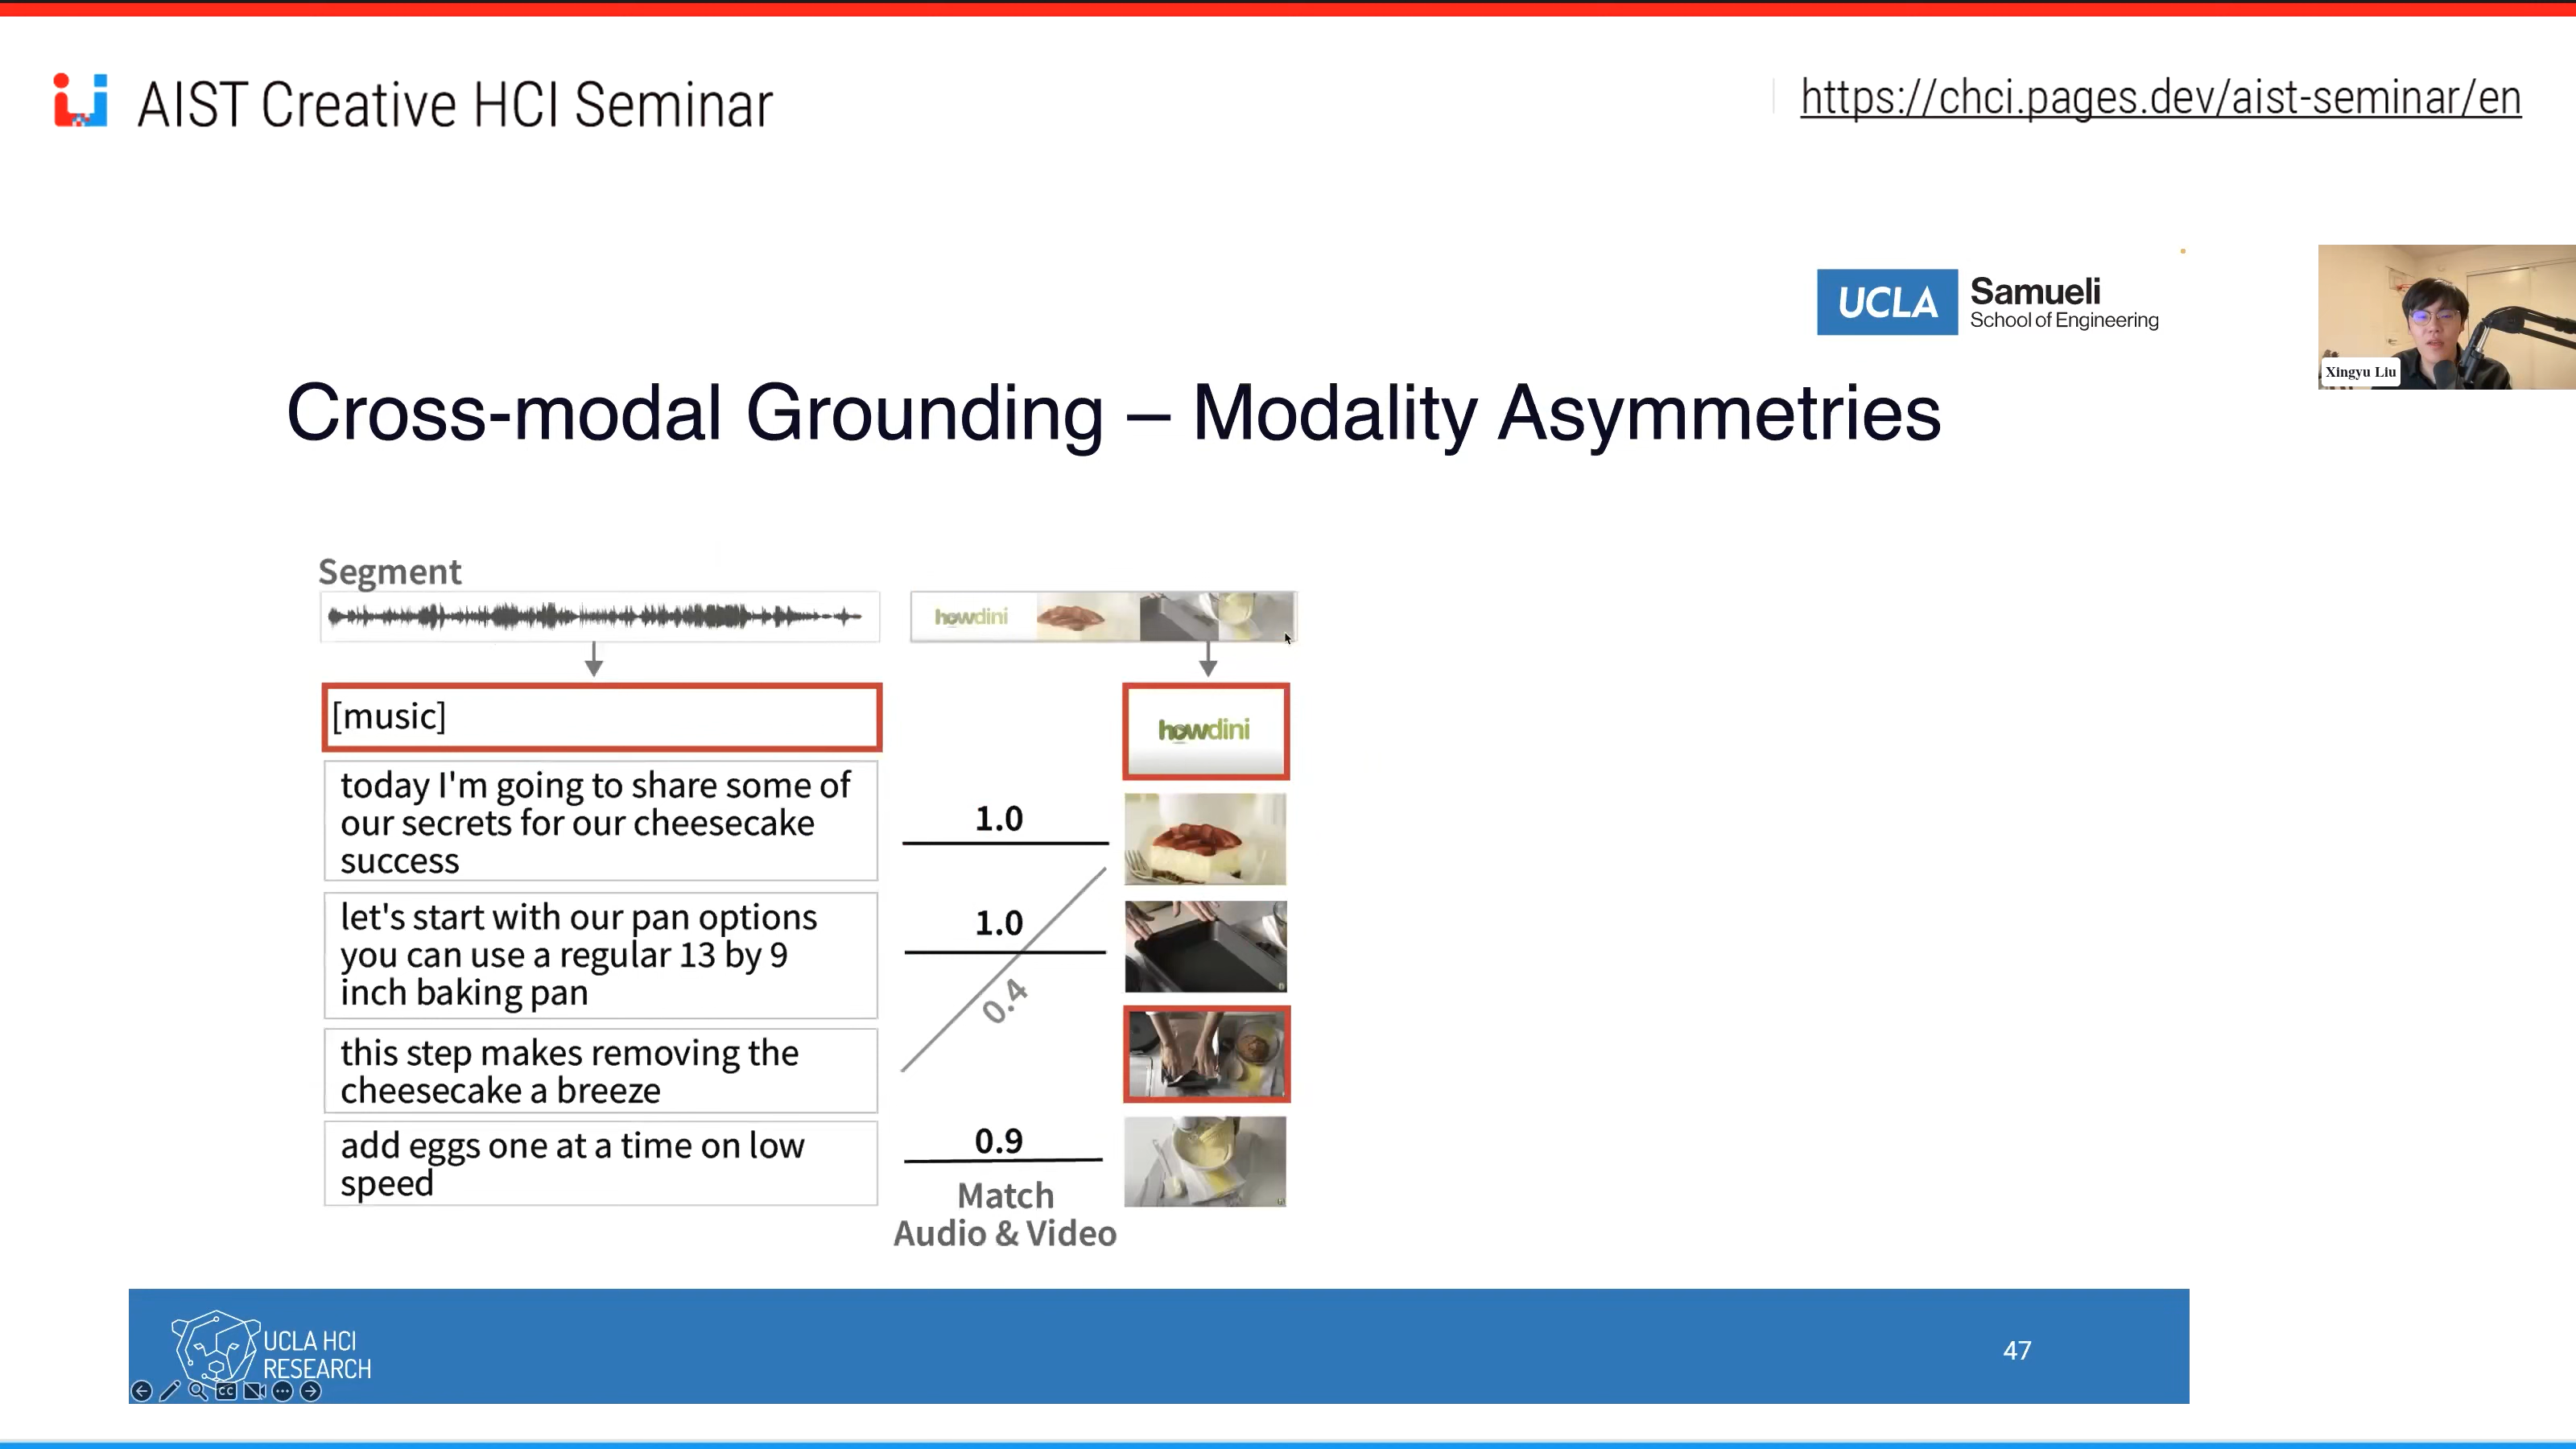 AIST Creative HCI Seminar
https://chci.pages.dev/aist-seminar/en
UCLA Samueli
School of Engineering
Xingyu Liu
Cross-modal Grounding – Modality Asymmetries
Segment
howdini
[music]
howdini
today I'm going to share some of
our secrets for our cheesecake
success
1.0
let's start with our pan options
you can use a regular 13 by 9
inch baking pan
1.0
0.4
this step makes removing the
cheesecake a breeze
add eggs one at a time on low
speed
0.9
Match
Audio & Video
UCLA HCI
RESEARCH
CC
47